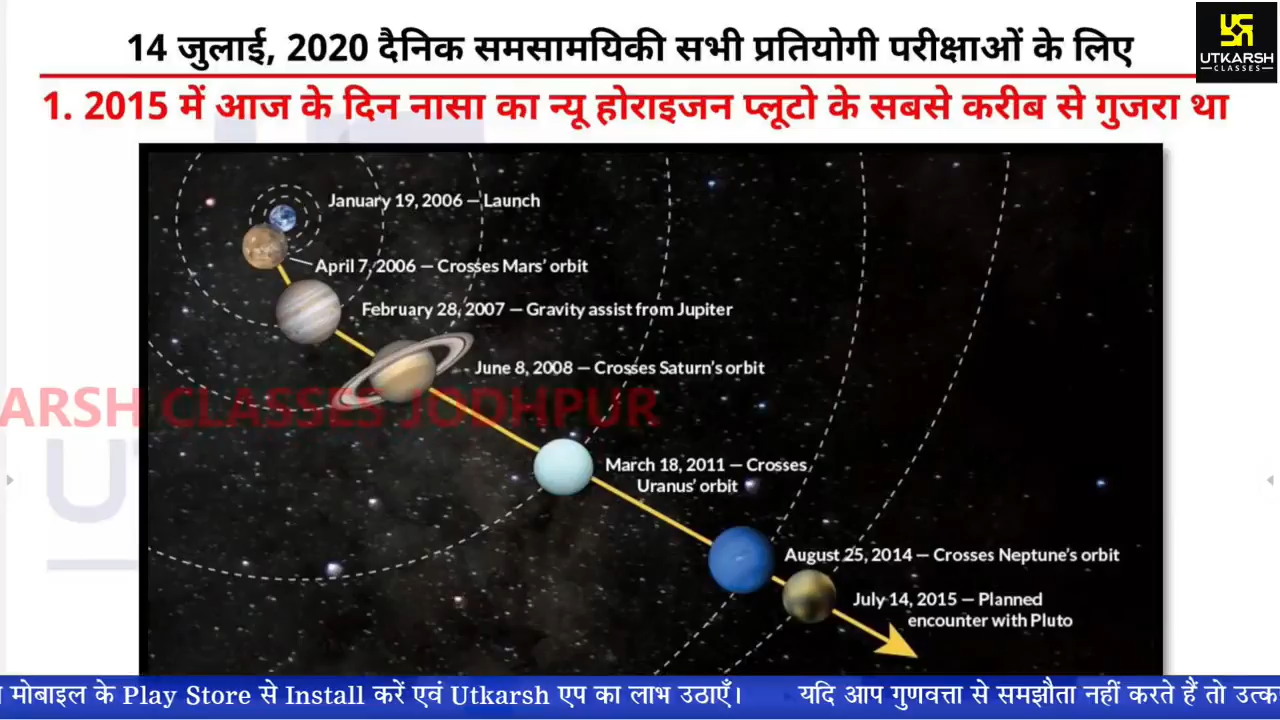 14 जुलाई, 2020 दैनिक समसामयिकी सभी प्रतियोगी परीक्षाओं के लिए
UTKARSH
CLASSES
1. 2015 में आज के दिन नासा का न्यू होराइजन प्लूटो के सबसे करीब से गुजरा था
January 19, 2006 — Launch
April 7, 2006 — Crosses Mars’ orbit
February 28, 2007 — Gravity assist from Jupiter
June 8, 2008 — Crosses Saturn’s orbit
ARSH CLASSES JODHPUR
March 18, 2011 — Crosses
Uranus’ orbit
August 25, 2014 — Crosses Neptune’s orbit
July 14, 2015 — Planned
encounter with Pluto
मोबाइल के Play Store से Install करें एवं Utkarsh एप का लाभ उठाएँ। यदि आप गुणवत्ता से समझौता नहीं करते हैं तो